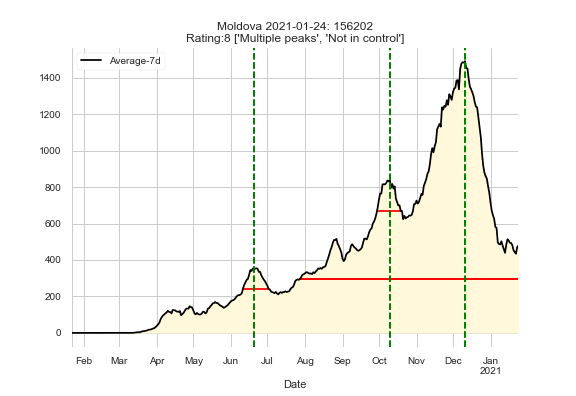 Moldova 2021-01-24: 156202
Rating:8 ['Multiple peaks', 'Not in control']
Average-7d
1400
1200
1000
800
600
400
200
0
Feb Mar Apr May Jun Jul Aug Sep Oct Nov Dec Jan
2021
Date